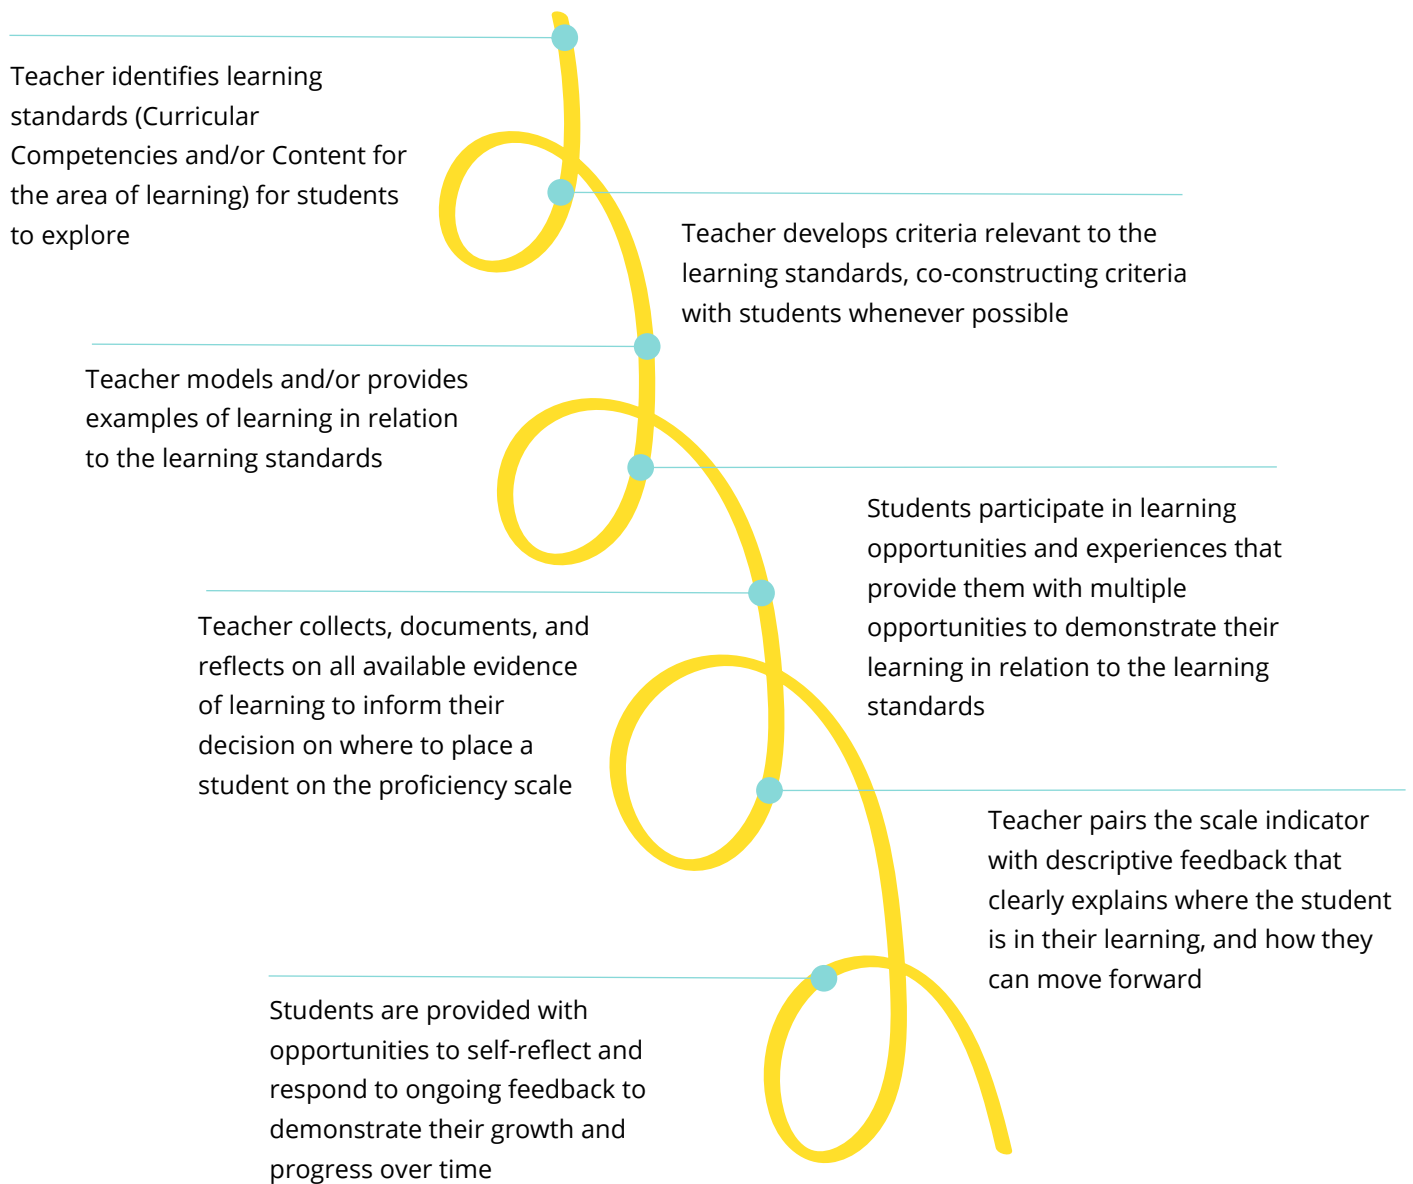 Teacher identifies learning
standards (Curricular
Competencies and/or Content for
the area of learning) for students
to explore
Teacher develops criteria relevant to the
learning standards, co-constructing criteria
with students whenever possible
Teacher models and/or provides
examples of learning in relation
to the learning standards
Students participate in learning
opportunities and experiences that
provide them with multiple
opportunities to demonstrate their
learning in relation to the learning
standards
Teacher collects, documents, and
reflects on all available evidence
of learning to inform their
decision on where to place a
student on the proficiency scale
Teacher pairs the scale indicator
with descriptive feedback that
clearly explains where the student
is in their learning, and how they
can move forward
Students are provided with
opportunities to self-reflect and
respond to ongoing feedback to
demonstrate their growth and
progress over time